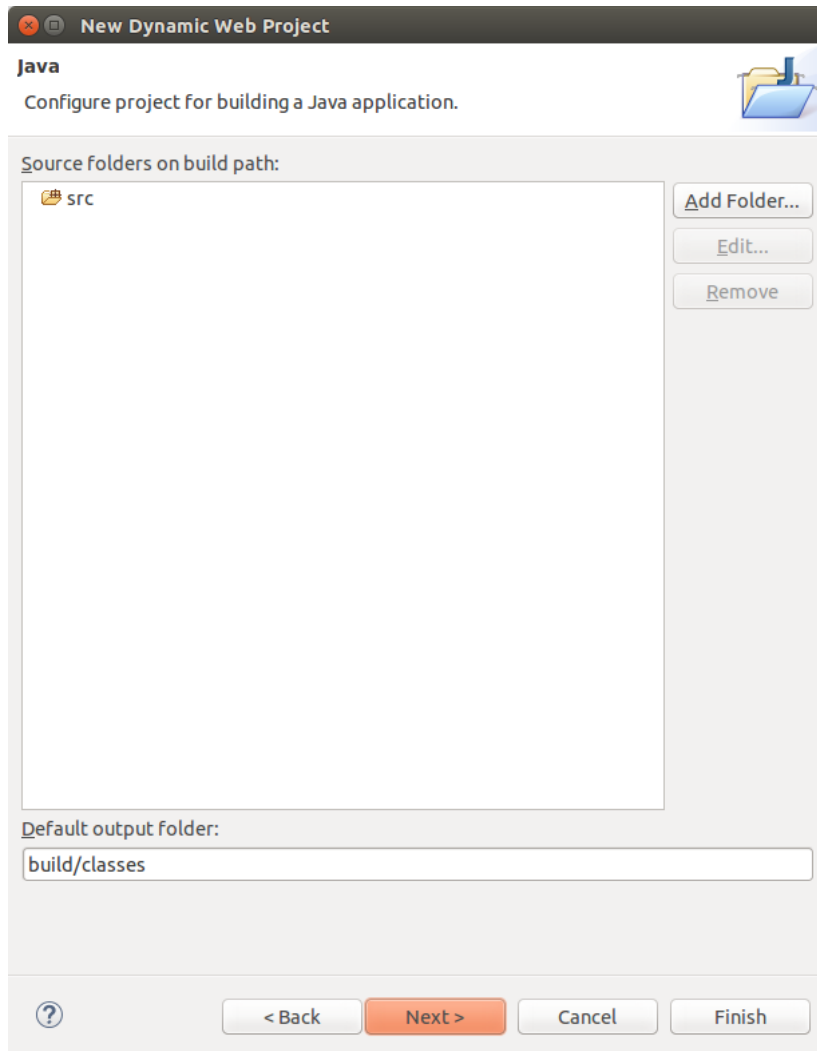 New Dynamic Web Project
Java
Configure project for building a Java application.
Source folders on build path:
src
Add Folder...
Edit...
Remove
Default output folder:
build/classes
?
< Back
Next >
Cancel
Finish